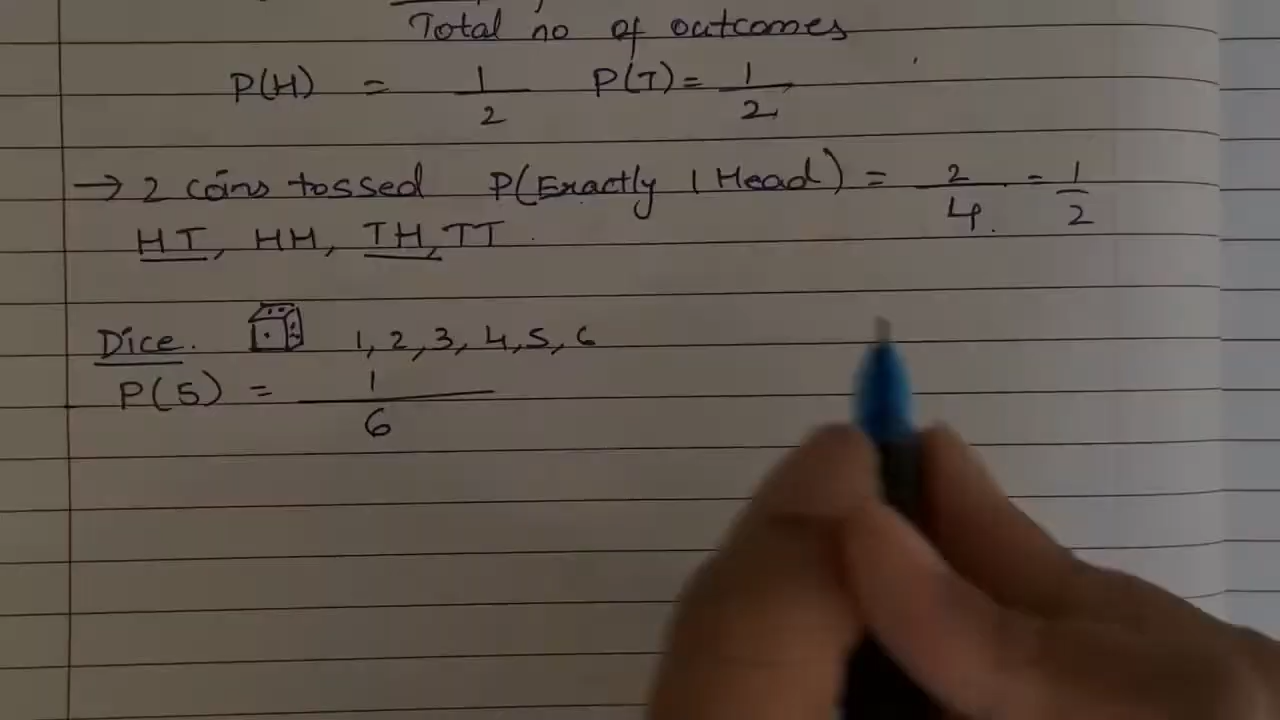 Total no of outcomes
P(H) = 1/2 P(T) = 1/2
→ 2 coins tossed P(Exactly 1 Head) = 2/4 = 1/2
HT, HH, TH, TT
Dice. 1, 2, 3, 4, 5, 6
P(5) = 1/6